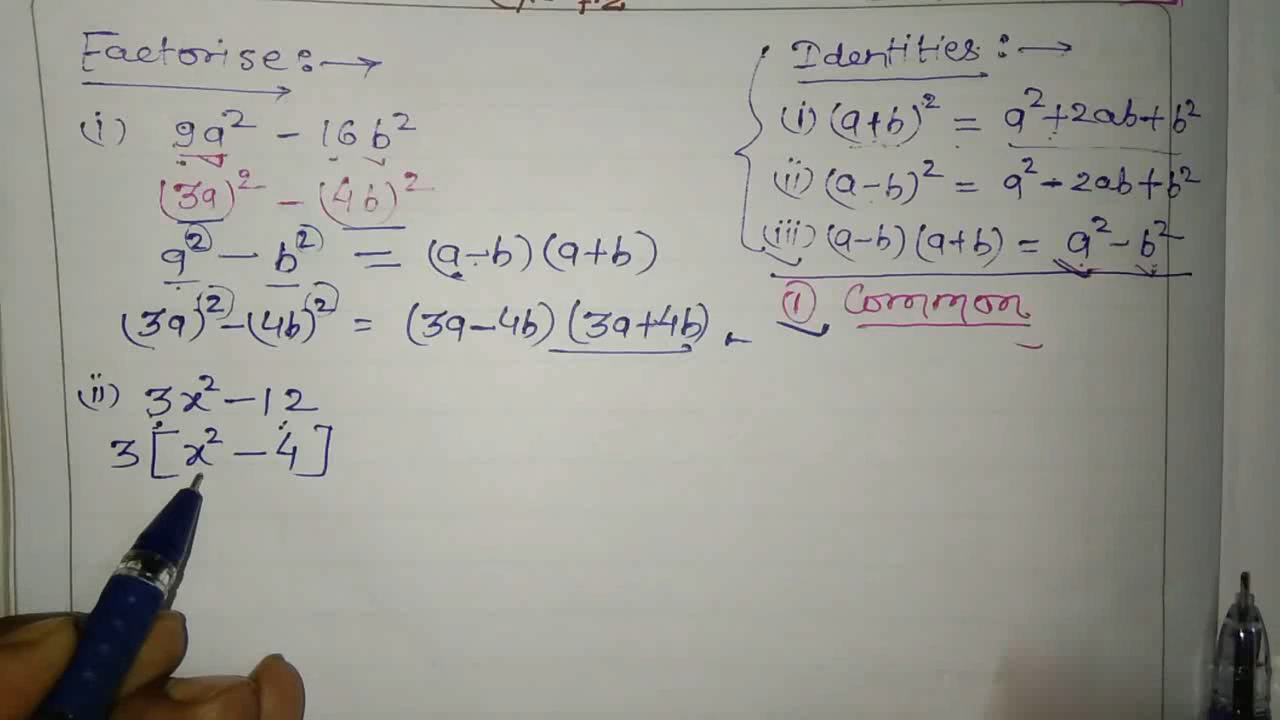 Factorise :→
(i) 9a² - 16b²
(3a)² - (4b)²
a² - b² = (a-b)(a+b)
(3a)² - (4b)² = (3a-4b)(3a+4b)
(ii) 3x² - 12
3[x² - 4]
Identities :→
(i) (a+b)² = a²+2ab+b²
(ii) (a-b)² = a²-2ab+b²
(iii) (a-b)(a+b) = a²-b²
① Common